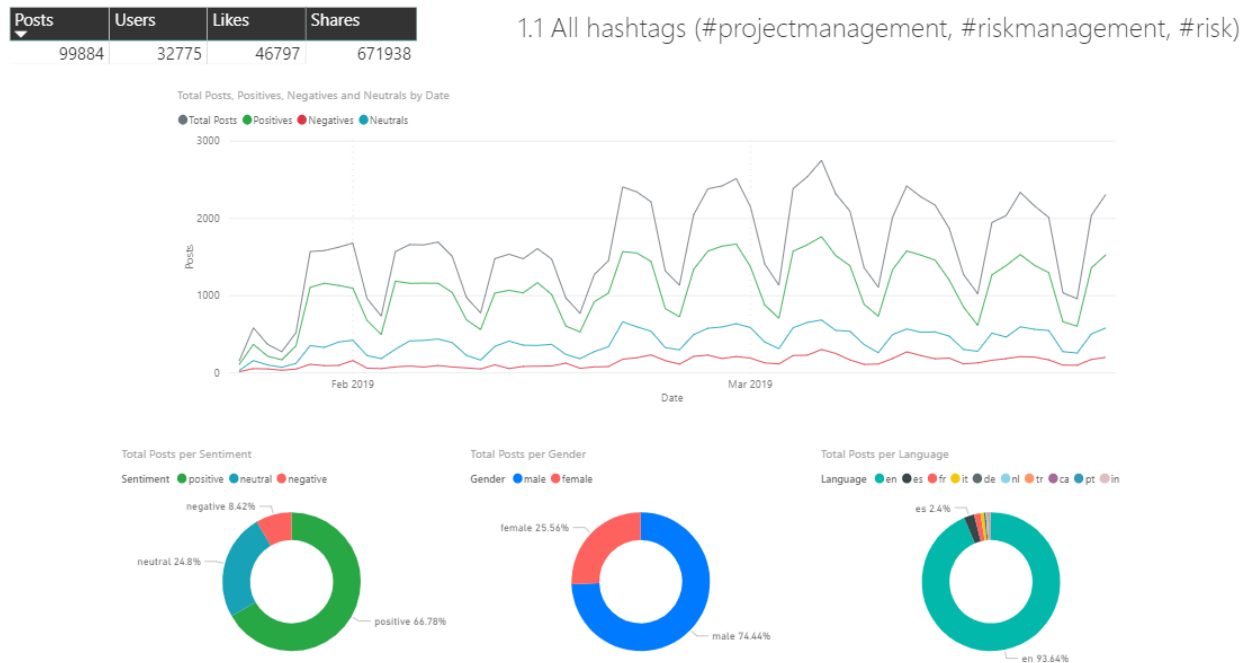 Posts Users Likes Shares
99884 32775 46797 671938
1.1 All hashtags (#projectmanagement, #riskmanagement, #risk)
Total Posts, Positives, Negatives and Neutrals by Date
Total Posts Positives Negatives Neutrals
3000
2000
1000
0
Posts
Feb 2019 Mar 2019
Date
Total Posts per Sentiment
Sentiment positive neutral negative
negative 8.42%
neutral 24.8%
positive 66.78%
Total Posts per Gender
Gender male female
female 25.56%
male 74.44%
Total Posts per Language
Language en es fr it de nl tr ca pt in
es 2.4%
en 93.64%